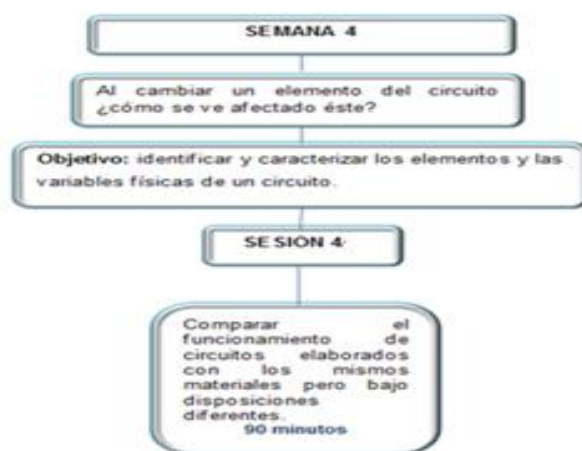 SEMANA 4
Al cambiar un elemento del circuito
¿cómo se ve afectado éste?
Objetivo: identificar y caracterizar los elementos y las
variables físicas de un circuito.
SESION 4
Comparar el
funcionamiento de
circuitos elaborados
con los mismos
materiales pero bajo
disposiciones
diferentes.
90 minutos